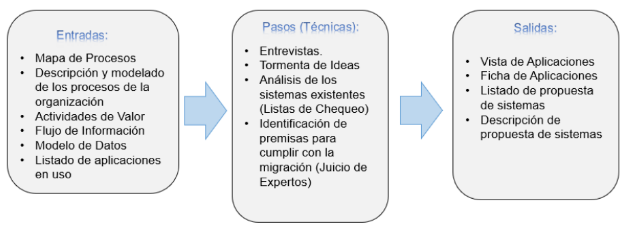 Entradas:
• Mapa de Procesos
• Descripción y modelado
de los procesos de la
organización
• Actividades de Valor
• Flujo de Información
• Modelo de Datos
• Listado de aplicaciones
en uso
Pasos (Técnicas):
• Entrevistas.
• Tormenta de Ideas
• Análisis de los
sistemas existentes
(Listas de Chequeo)
• Identificación de
premisas para
cumplir con la
migración (Juicio de
Expertos)
Salidas:
• Vista de Aplicaciones
• Ficha de Aplicaciones
• Listado de propuesta
de sistemas
• Descripción de
propuesta de sistemas